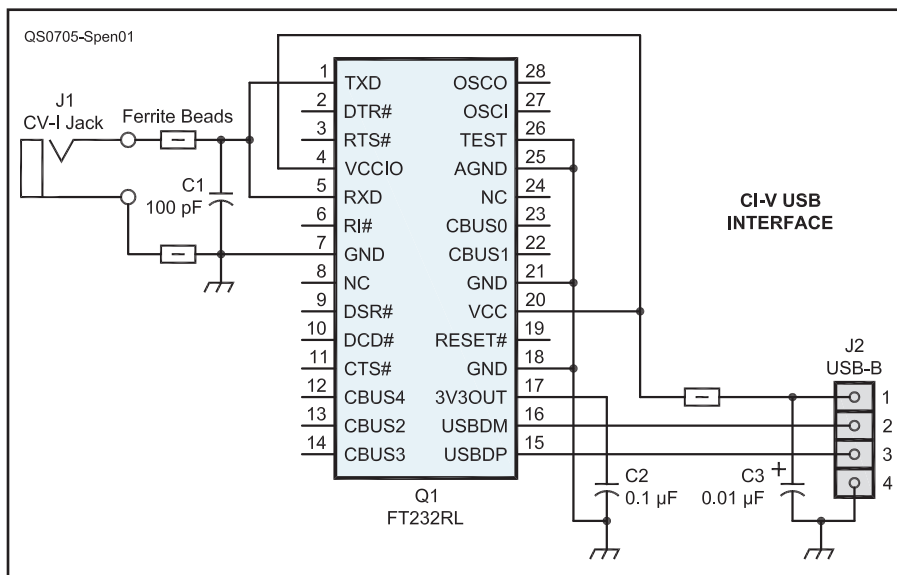 QS0705-Spen01
J1
CV-I Jack
Ferrite Beads
C1
100 pF
1 TXD OSCO 28
2 DTR# OSCI 27
3 RTS# TEST 26
4 VCCIO AGND 25
5 RXD NC 24
6 RI# CBUS0 23
7 GND CBUS1 22
8 NC GND 21
9 DSR# VCC 20
10 DCD# RESET# 19
11 CTS# GND 18
12 CBUS4 3V3OUT 17
13 CBUS2 USBDM 16
14 CBUS3 USBDP 15
Q1
FT232RL
CI-V USB
INTERFACE
C2
0.1 µF
C3 +
0.01 µF
J2
USB-B
1
2
3
4